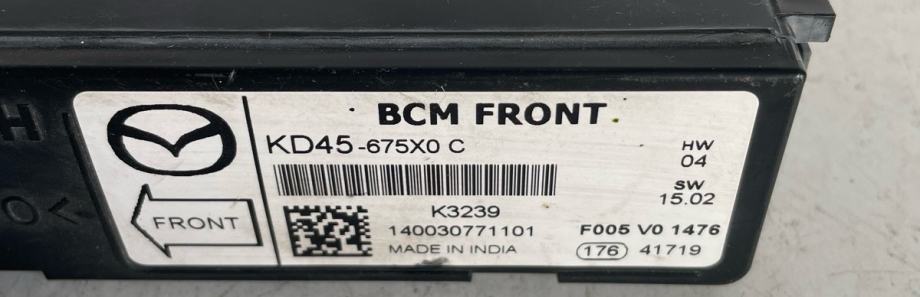 BCM FRONT
KD45-675X0 C
HW
04
SW
15.02
K3239
140030771101
MADE IN INDIA
F005 V0 1476
176 41719
FRONT
H
O<